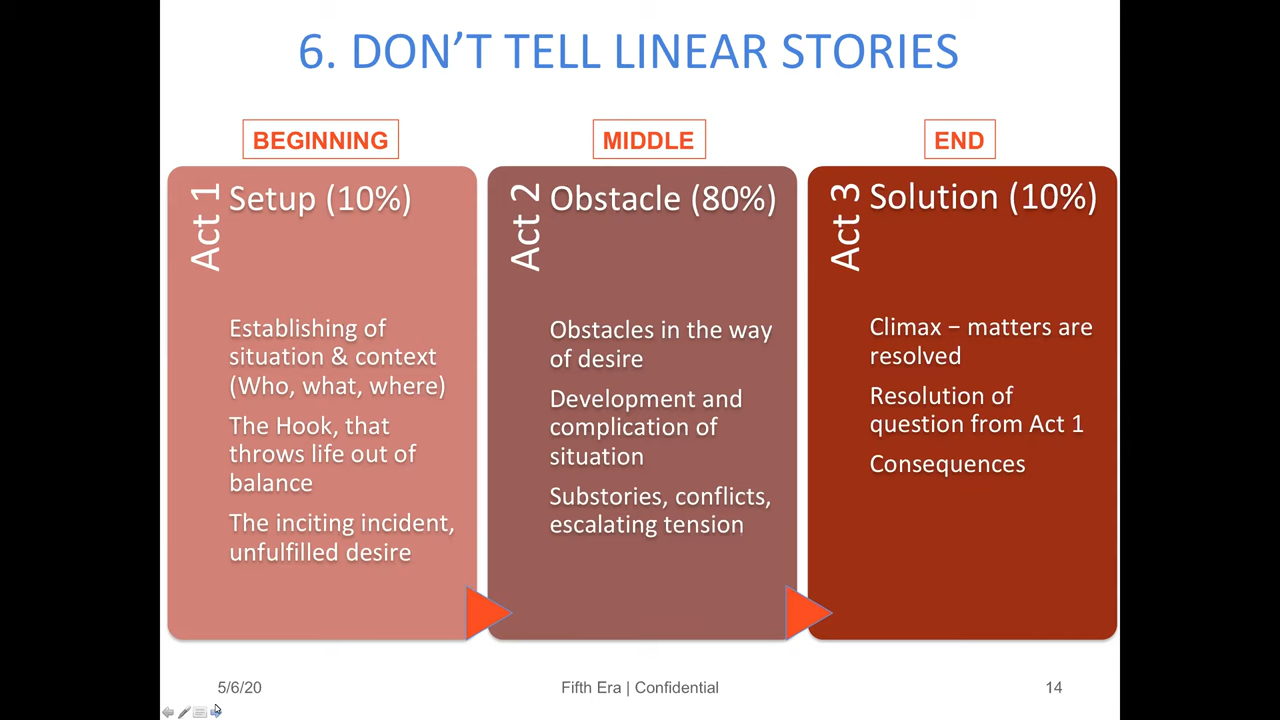 6. DON’T TELL LINEAR STORIES
BEGINNING
Act 1
Setup (10%)
Establishing of
situation & context
(Who, what, where)
The Hook, that
throws life out of
balance
The inciting incident,
unfulfilled desire
MIDDLE
Act 2
Obstacle (80%)
Obstacles in the way
of desire
Development and
complication of
situation
Substories, conflicts,
escalating tension
END
Act 3
Solution (10%)
Climax – matters are
resolved
Resolution of
question from Act 1
Consequences
5/6/20
Fifth Era | Confidential
14